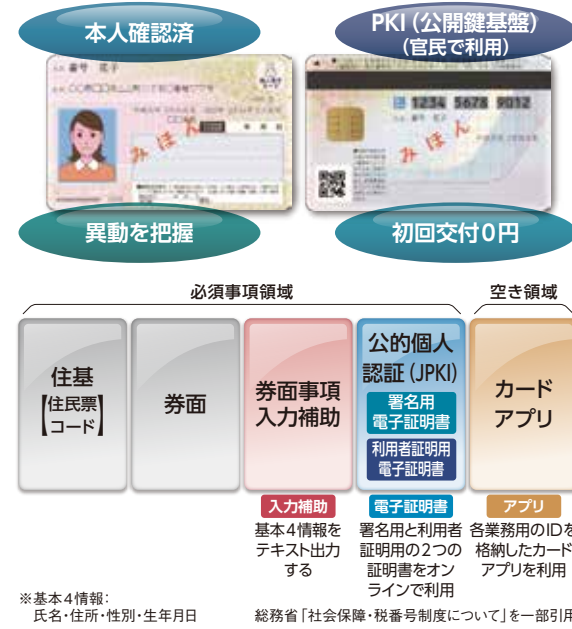 本人確認済
PKI（公開鍵基盤）
（官民で利用）
番号 花子
みほん
1234 5678 9012
みほん
異動を把握
初回交付0円
必須事項領域
空き領域
住基
【住民票
コード】
券面
券面事項
入力補助
公的個人
認証（JPKI）
署名用
電子証明書
利用者証明用
電子証明書
カード
アプリ
入力補助
基本4情報を
テキスト出力
する
電子証明書
署名用と利用者
証明用の2つの
証明書をオン
ラインで利用
アプリ
各業務用のIDを
格納したカード
アプリを利用
※基本4情報：
氏名・住所・性別・生年月日
総務省「社会保障・税番号制度について」を一部引用